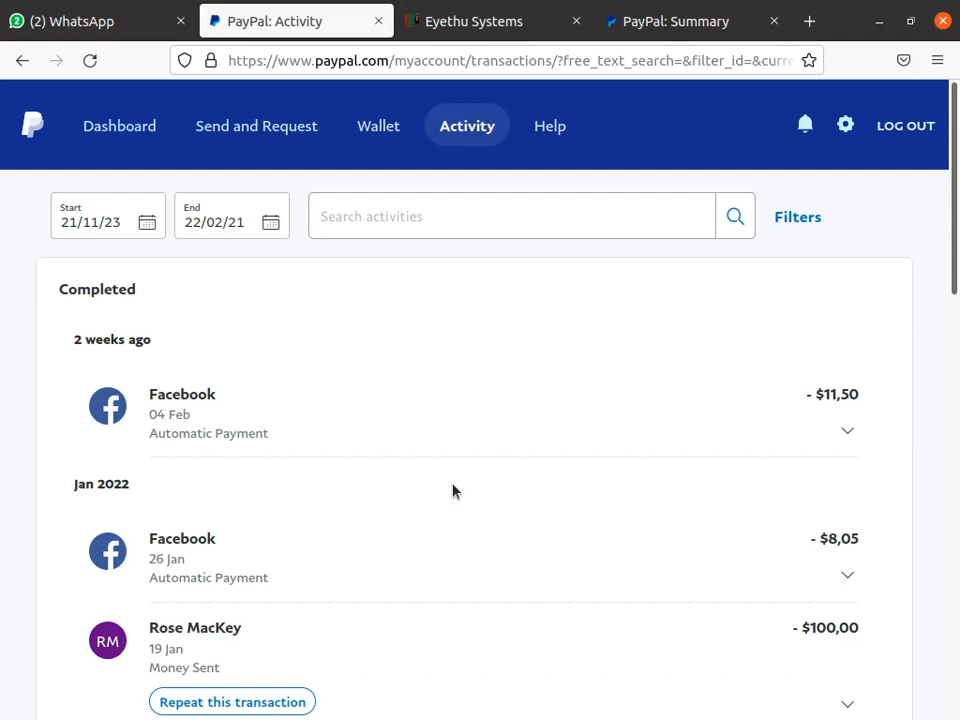 (2) WhatsApp
PayPal: Activity
Eyethu Systems
PayPal: Summary
https://www.paypal.com/myaccount/transactions/?free_text_search=&filter_id=&curre
Dashboard
Send and Request
Wallet
Activity
Help
LOG OUT
Start
21/11/23
End
22/02/21
Search activities
Filters
Completed
2 weeks ago
Facebook
- $11,50
04 Feb
Automatic Payment
Jan 2022
Facebook
- $8,05
26 Jan
Automatic Payment
RM
Rose MacKey
- $100,00
19 Jan
Money Sent
Repeat this transaction